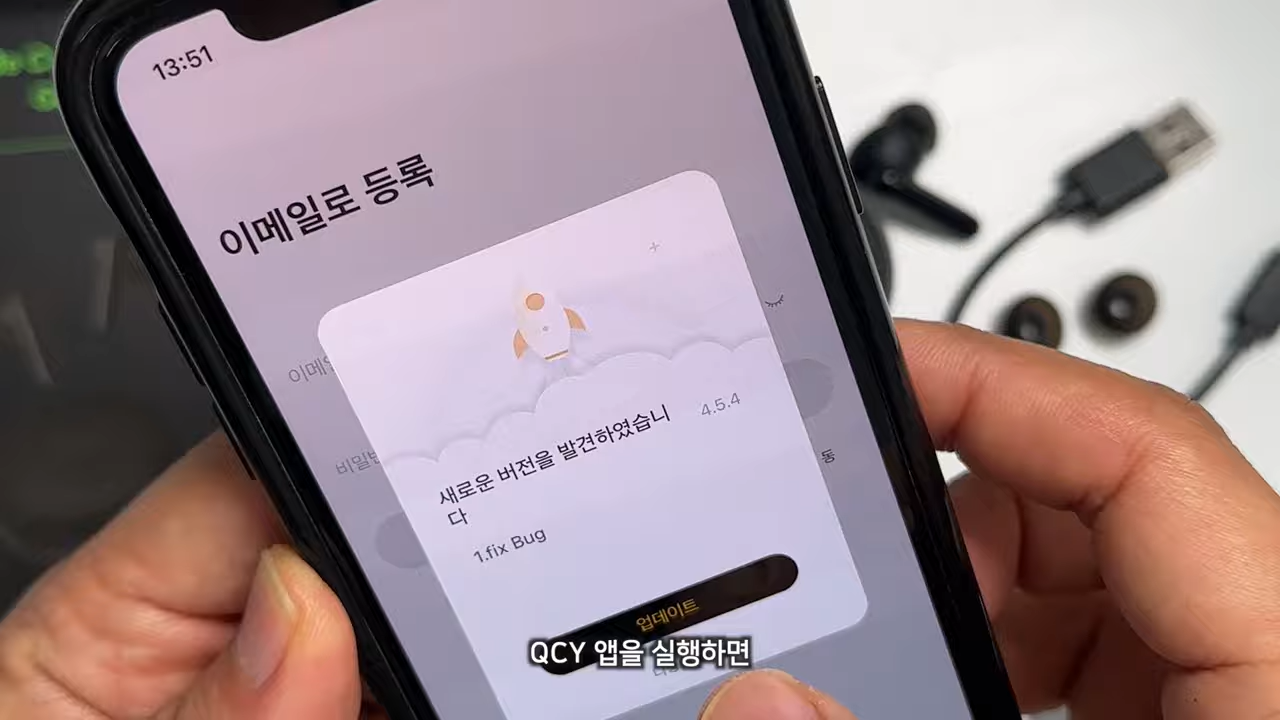 13:51
이메일로 등록
새로운 버전을 발견하였습니
다
4.5.4
1.fix Bug
동
업데이트
QCY 앱을 실행하면